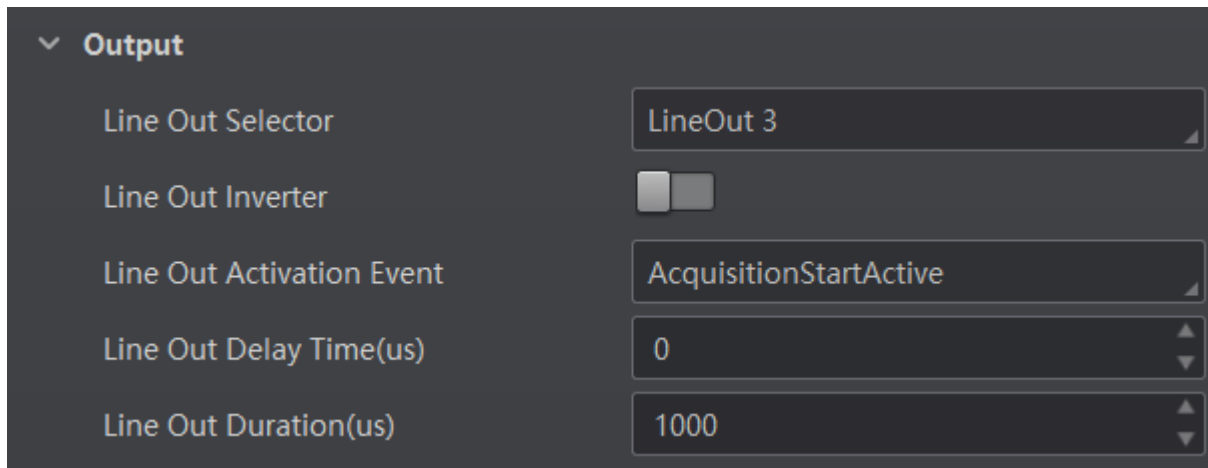 Output
Line Out Selector LineOut 3
Line Out Inverter
Line Out Activation Event AcquisitionStartActive
Line Out Delay Time(us) 0
Line Out Duration(us) 1000